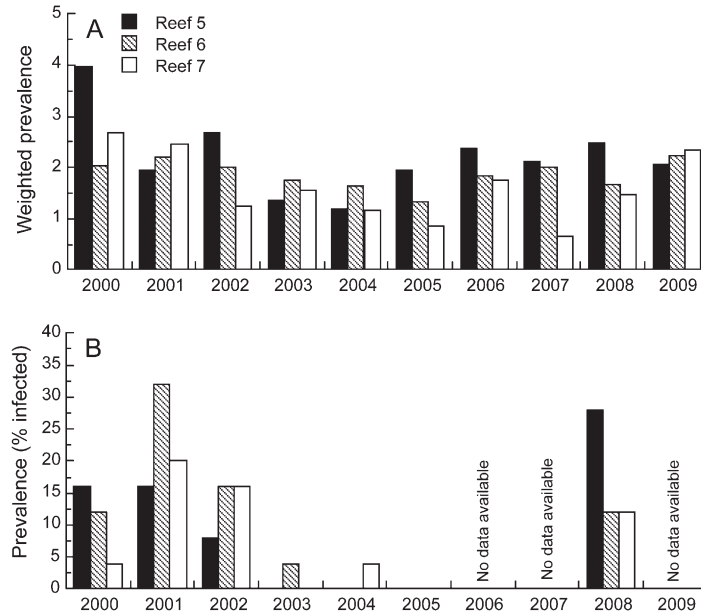 A
Reef 5
Reef 6
Reef 7
Weighted prevalence
5
4
3
2
1
0
2000 2001 2002 2003 2004 2005 2006 2007 2008 2009
B
Prevalence (% infected)
40
35
30
25
20
15
10
5
0
No data available
No data available
No data available
2000 2001 2002 2003 2004 2005 2006 2007 2008 2009